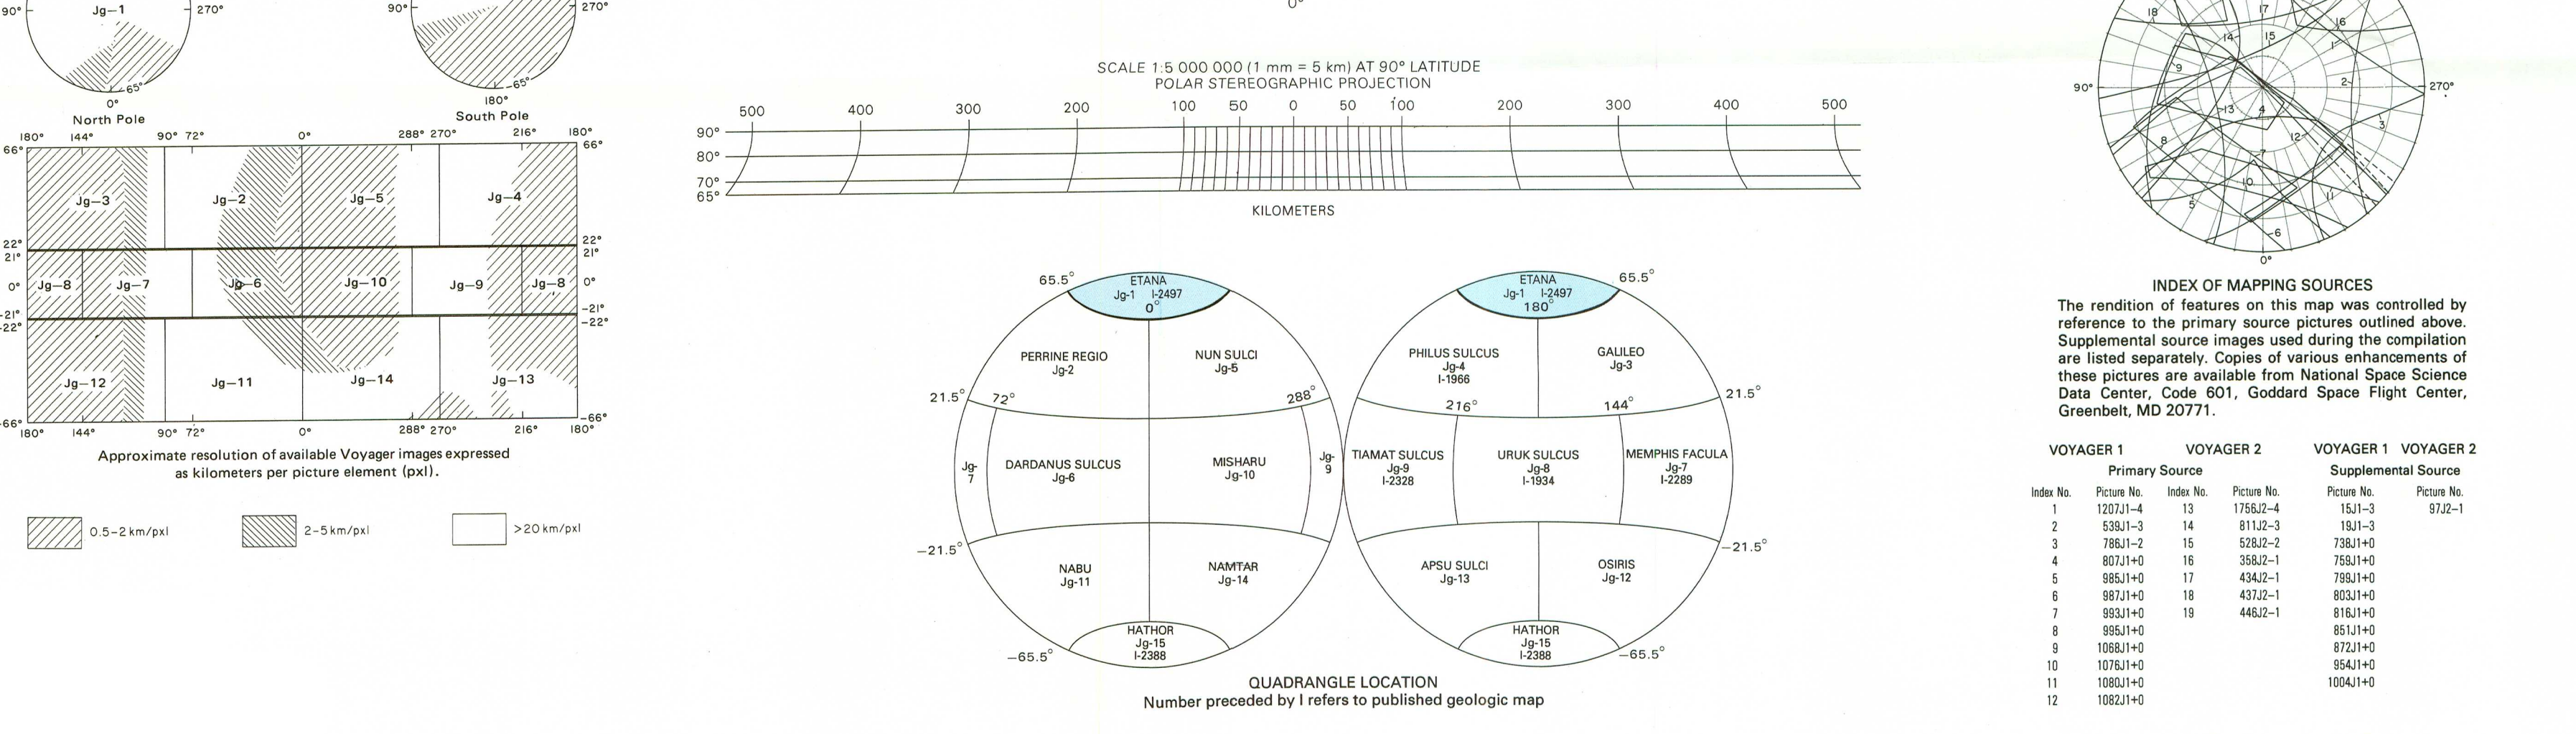 90°
Jg–1
270°
–65°
0°
North Pole
90°
270°
–65°
180°
South Pole
180° 144° 90° 72° 0° 288° 270° 216° 180°
66° 66°
Jg–3 Jg–2 Jg–5 Jg–4
22° 22°
21° 21°
0° Jg–8 Jg–7 Jg–6 Jg–10 Jg–9 Jg–8 0°
–21° –21°
–22° –22°
Jg–12 Jg–11 Jg–14 Jg–13
–66° –66°
180° 144° 90° 72° 0° 288° 270° 216° 180°
Approximate resolution of available Voyager images expressed
as kilometers per picture element (pxl).
0.5–2 km/pxl 2–5 km/pxl >20 km/pxl
0°
SCALE 1:5 000 000 (1 mm = 5 km) AT 90° LATITUDE
POLAR STEREOGRAPHIC PROJECTION
500 400 300 200 100 50 0 50 100 200 300 400 500
90°
80°
70°
65°
KILOMETERS
65.5°
ETANA
Jg-1 I-2497
0°
PERRINE REGIO
Jg-2
NUN SULCI
Jg-5
21.5° 72° 288°
Jg-
7
DARDANUS SULCUS
Jg-6
MISHARU
Jg-10
Jg-
9
–21.5°
NABU
Jg-11
NAMTAR
Jg-14
HATHOR
Jg-15
I-2388
–65.5°
ETANA
Jg-1 I-2497
180°
65.5°
PHILUS SULCUS
Jg-4
I-1966
GALILEO
Jg-3
216° 144° 21.5°
TIAMAT SULCUS
Jg-9
I-2328
URUK SULCUS
Jg-8
I-1934
MEMPHIS FACULA
Jg-7
I-2289
–21.5°
APSU SULCI
Jg-13
OSIRIS
Jg-12
HATHOR
Jg-15
I-2388
–65.5°
QUADRANGLE LOCATION
Number preceded by I refers to published geologic map
18 17 16
14 15 1
9 2
90° 270°
13 4 3
8 12
7
10 11
5
6
0°
INDEX OF MAPPING SOURCES
The rendition of features on this map was controlled by
reference to the primary source pictures outlined above.
Supplemental source images used during the compilation
are listed separately. Copies of various enhancements of
these pictures are available from National Space Science
Data Center, Code 601, Goddard Space Flight Center,
Greenbelt, MD 20771.
VOYAGER 1 VOYAGER 2 VOYAGER 1 VOYAGER 2
Primary Source Supplemental Source
Index No. Picture No. Index No. Picture No. Picture No. Picture No.
1 1207J1–4 13 1756J2–4 15J1–3 97J2–1
2 539J1–3 14 811J2–3 19J1–3
3 786J1–2 15 528J2–2 738J1+0
4 807J1+0 16 358J2–1 759J1+0
5 985J1+0 17 434J2–1 799J1+0
6 987J1+0 18 437J2–1 803J1+0
7 993J1+0 19 446J2–1 816J1+0
8 995J1+0 851J1+0
9 1068J1+0 872J1+0
10 1076J1+0 954J1+0
11 1080J1+0 1004J1+0
12 1082J1+0